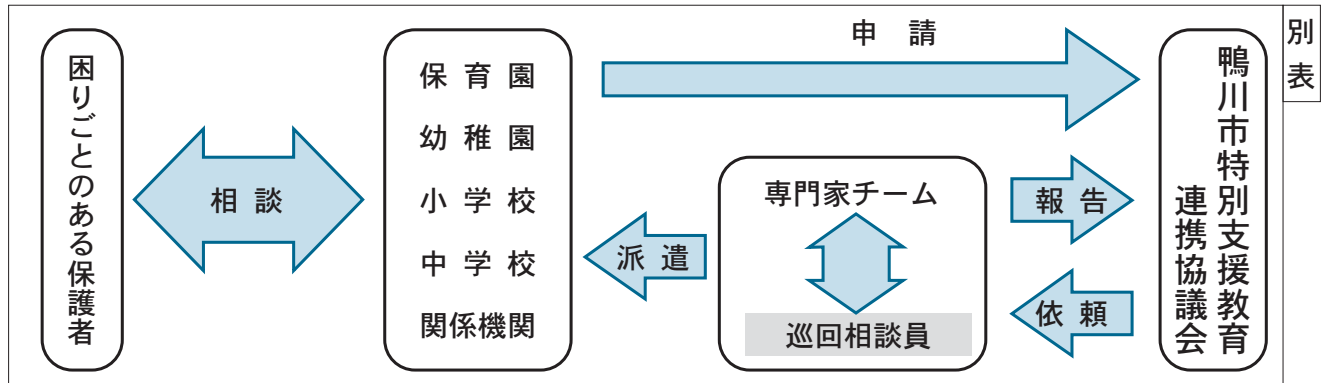 別表
困りごとのある保護者
相談
保育園
幼稚園
小学校
中学校
関係機関
申請
派遣
専門家チーム
巡回相談員
報告
依頼
鴨川市特別支援教育
連携協議会